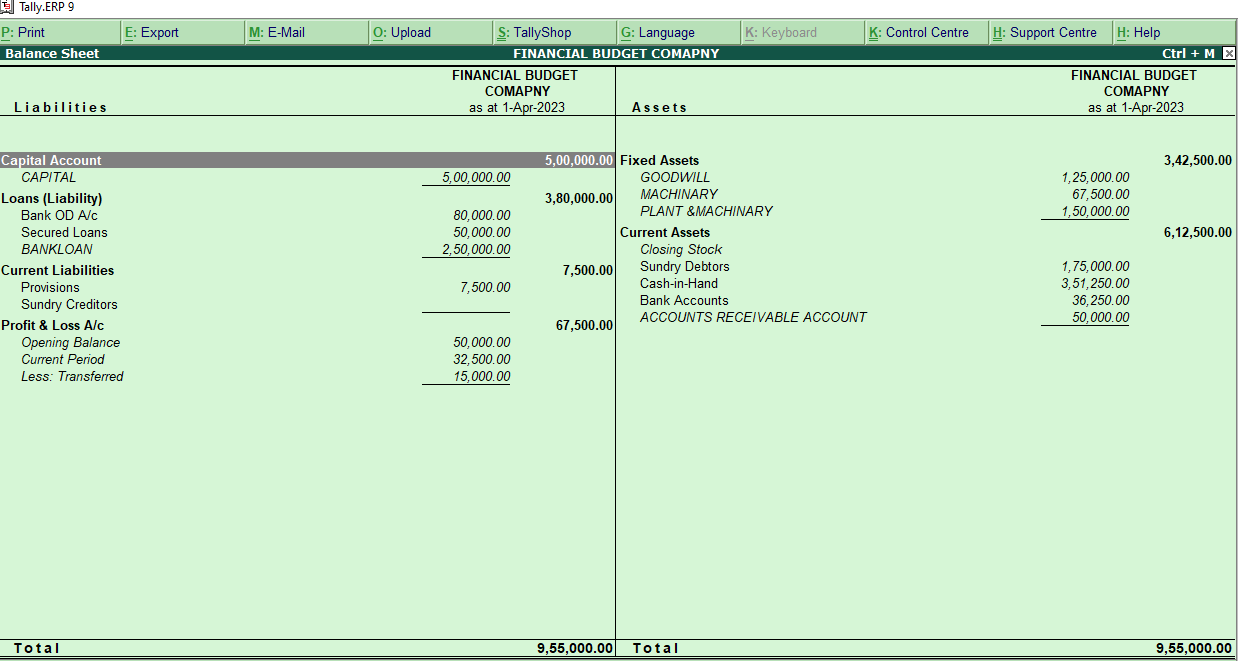 Tally.ERP 9
P: Print E: Export M: E-Mail O: Upload S: TallyShop G: Language K: Keyboard K: Control Centre H: Support Centre H: Help
Balance Sheet FINANCIAL BUDGET COMAPNY Ctrl + M
FINANCIAL BUDGET
COMAPNY
Liabilities as at 1-Apr-2023
Capital Account 5,00,000.00
CAPITAL 5,00,000.00
Loans (Liability) 3,80,000.00
Bank OD A/c 80,000.00
Secured Loans 50,000.00
BANKLOAN 2,50,000.00
Current Liabilities 7,500.00
Provisions 7,500.00
Sundry Creditors
Profit & Loss A/c 67,500.00
Opening Balance 50,000.00
Current Period 32,500.00
Less: Transferred 15,000.00
Total 9,55,000.00
FINANCIAL BUDGET
COMAPNY
Assets as at 1-Apr-2023
Fixed Assets 3,42,500.00
GOODWILL 1,25,000.00
MACHINARY 67,500.00
PLANT &MACHINARY 1,50,000.00
Current Assets 6,12,500.00
Closing Stock
Sundry Debtors 1,75,000.00
Cash-in-Hand 3,51,250.00
Bank Accounts 36,250.00
ACCOUNTS RECEIVABLE ACCOUNT 50,000.00
Total 9,55,000.00